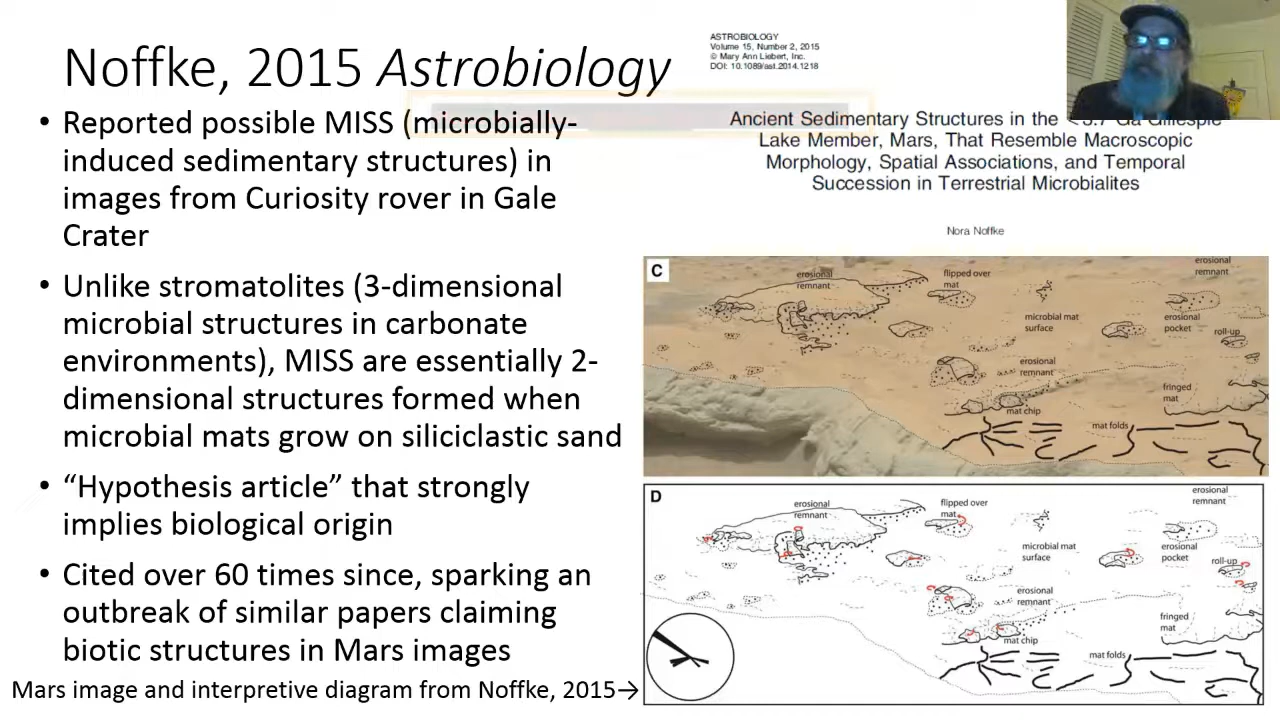 Noffke, 2015 Astrobiology
• Reported possible MISS (microbially-
induced sedimentary structures) in
images from Curiosity rover in Gale
Crater
• Unlike stromatolites (3-dimensional
microbial structures in carbonate
environments), MISS are essentially 2-
dimensional structures formed when
microbial mats grow on siliciclastic sand
• “Hypothesis article” that strongly
implies biological origin
• Cited over 60 times since, sparking an
outbreak of similar papers claiming
biotic structures in Mars images
Mars image and interpretive diagram from Noffke, 2015→
ASTROBIOLOGY
Volume 15, Number 2, 2015
© Mary Ann Liebert, Inc.
DOI: 10.1089/ast.2014.1218
Ancient Sedimentary Structures in the <3.7 Ga Gillespie
Lake Member, Mars, That Resemble Macroscopic
Morphology, Spatial Associations, and Temporal
Succession in Terrestrial Microbialites
Nora Noffke
C
erosional
remnant
flipped over
mat
erosional
remnant
microbial mat
surface
erosional
pocket
roll-up
erosional
remnant
fringed
mat
mat chip
mat folds
D
erosional
remnant
flipped over
mat
erosional
remnant
microbial mat
surface
erosional
pocket
roll-up
erosional
remnant
fringed
mat
mat chip
mat folds